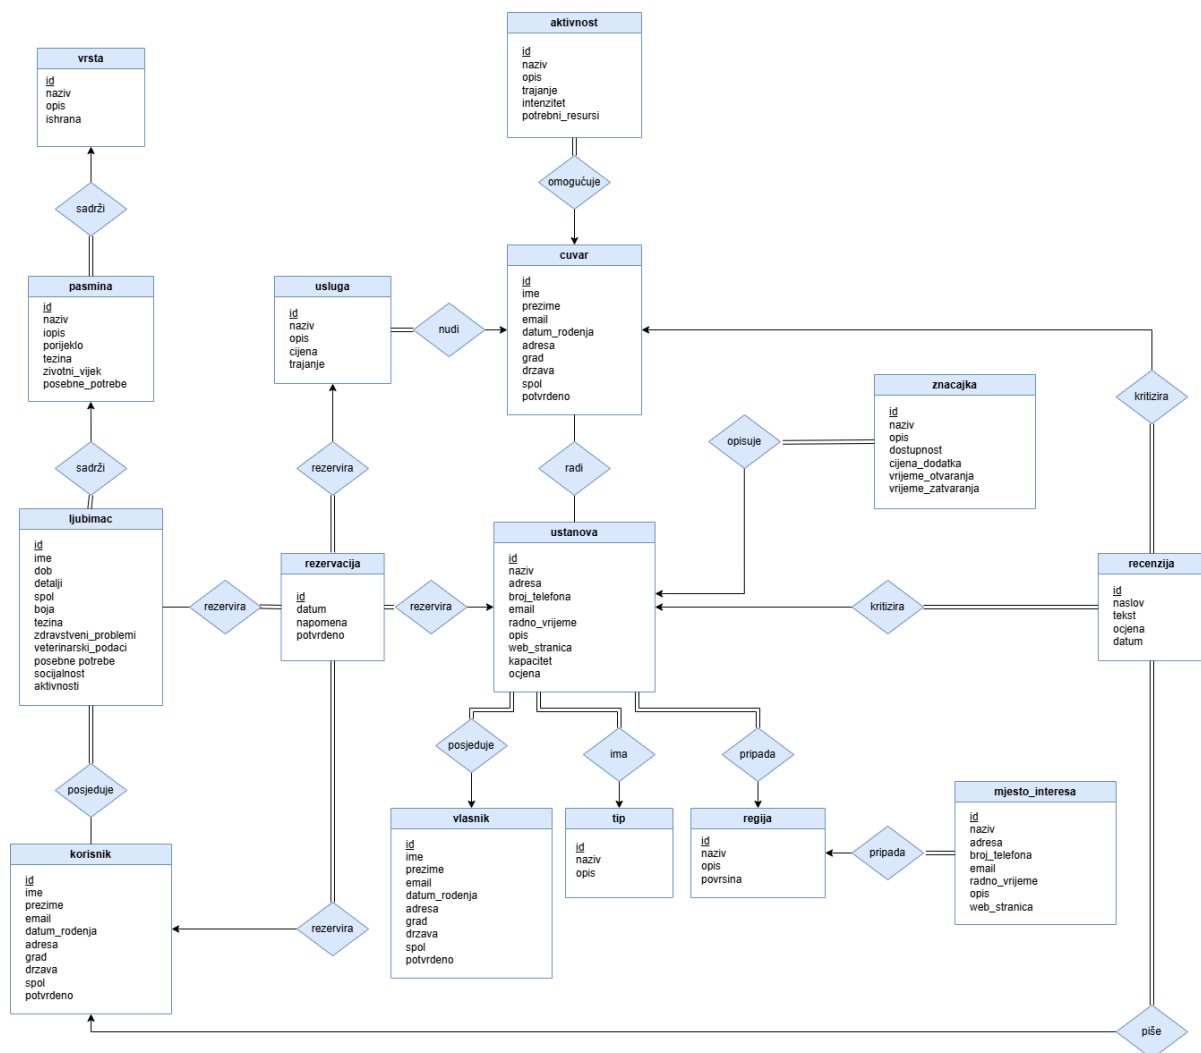 aktivnost
id
naziv
opis
trajanje
intenzitet
potrebni_resursi
vrsta
id
naziv
opis
ishrana
sadrži
omogućuje
pasmina
id
naziv
iopis
porijeklo
tezina
zivotni_vijek
posebne_potrebe
usluga
id
naziv
opis
cijena
trajanje
nudi
cuvar
id
ime
prezime
email
datum_rodenja
adresa
grad
drzava
spol
potvrdeno
znacajka
id
naziv
opis
dostupnost
cijena_dodatka
vrijeme_otvaranja
vrijeme_zatvaranja
kritizira
opisuje
sadrži
rezervira
radi
ljubimac
id
ime
dob
detalji
spol
boja
tezina
zdravstveni_problemi
veterinarski_podaci
posebne potrebe
socijalnost
aktivnosti
rezervira
rezervacija
id
datum
napomena
potvrdeno
rezervira
ustanova
id
naziv
adresa
broj_telefona
email
radno_vrijeme
opis
web_stranica
kapacitet
ocjena
kritizira
recenzija
id
naslov
tekst
ocjena
datum
posjeduje
posjeduje
ima
pripada
korisnik
id
ime
prezime
email
datum_rodenja
adresa
grad
drzava
spol
potvrdeno
rezervira
vlasnik
id
ime
prezime
email
datum_rodenja
adresa
grad
drzava
spol
potvrdeno
tip
id
naziv
opis
regija
id
naziv
opis
povrsina
pripada
mjesto_interesa
id
naziv
adresa
broj_telefona
email
radno_vrijeme
opis
web_stranica
piše